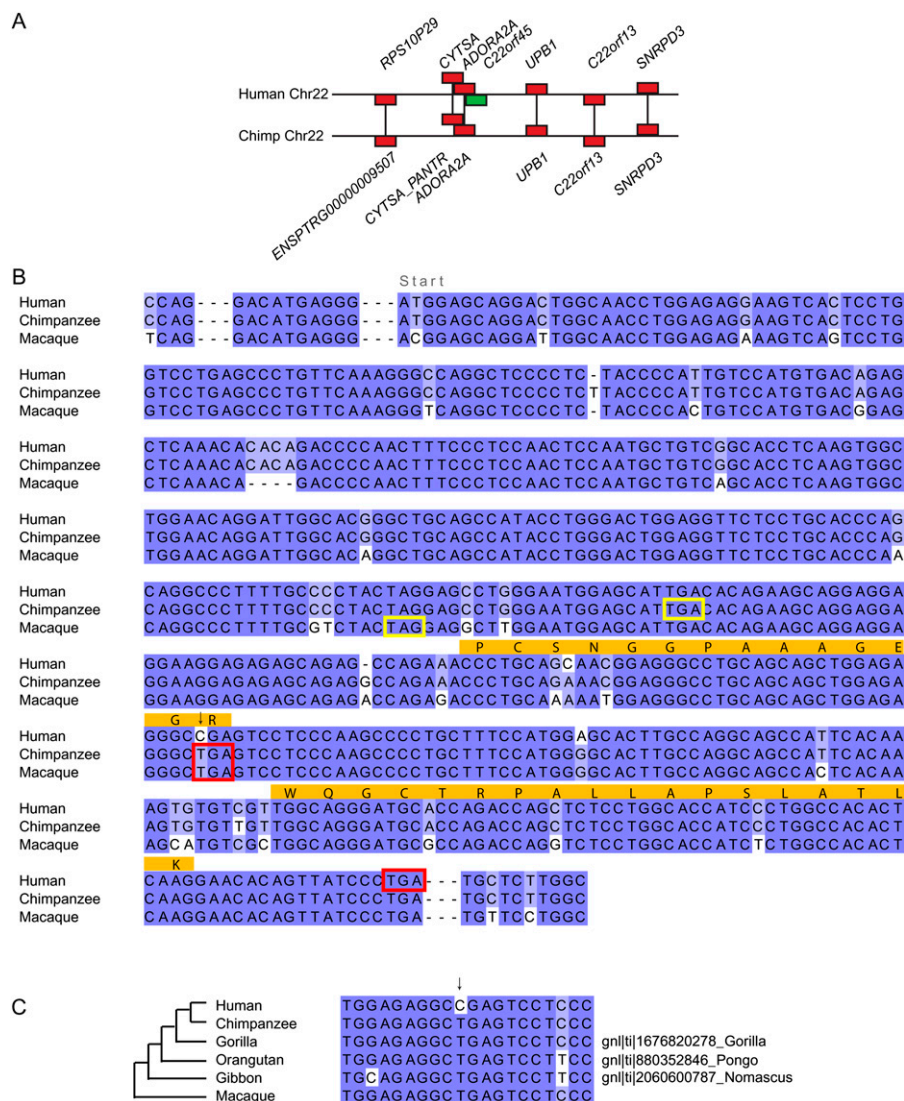 A
RPS10P29 CYTSA ADORA2A C22orf45 UPB1 C22orf13 SNRPD3
Human Chr22
Chimp Chr22
ENSPTRG00000009507 CYTSA_PANTR ADORA2A UPB1 C22orf13 SNRPD3
B
Start
Human CCAG---GACATGAGGG---ATGGAGCAGGACTGGCAACCTGGAGAGGAAGTCACTCCTG
Chimpanzee CCAG---GACATGAGGG---ATGGAGCAGGACTGGCAACCTGGAGAGGAAGTCACTCCTG
Macaque TCAG---GACATGAGGG---ACGGAGCAGGATTGGCAACCTGGAGAGAAAGTCAGTCCTG
Human GTCCTGAGCCCTGTTCAAAGGGCCAGGCTCCCCTC-TACCCCATTGTCCATGTGACAGAG
Chimpanzee GTCCTGAGCCCTGTTCAAAGGGCCAGGCTCCCCTCTTACCCCATTGTCCATGTGACAGAG
Macaque GTCCTGAGCCCTGTTCAAAGGGTCAGGCTCCCCTC-TACCCCACTGTCCATGTGACGGAG
Human CTCAAACACACAGACCCCAACTTTCCCTCCAACTCCAATGCTGTCGGCACCTCAAGTGGC
Chimpanzee CTCAAACACACAGACCCCAACTTTCCCTCCAACTCCAATGCTGTCGGCACCTCAAGTGGC
Macaque CTCAAACA----GACCCCAACTTTCCCTCCAACTCCAATGCTGTCAGCACCTCAAGTGGC
Human TGGAACAGGATTGGCACGGGCTGCAGCCATACCTGGGACTGGAGGTTCTCCTGCACCCAG
Chimpanzee TGGAACAGGATTGGCACGGGCTGCAGCCATACCTGGGACTGGAGGTTCTCCTGCACCCAG
Macaque TGGAACAGGATTGGCACAGGCTGCAGCCATACCTGGGACTGGAGGTTCTCCTGCACCCAA
Human CAGGCCCTTTTGCCCCTACTAGGAGCCTGGGAATGGAGCATTGACACAGAAGCAGGAGGA
Chimpanzee CAGGCCCTTTTGCCCCTACTAGGAGCCTGGGAATGGAGCATTGACACAGAAGCAGGAGGA
Macaque CAGGCCCTTTTGCGTCTACTAGGAGGCTTGGAATGGAGCATTGACACAGAAGCAGGAGGA
P C S N G G P A A A G E
Human GGAAGGAGAGAGCAGAG-CCAGAAACCCTGCAGCAACGGAGGGCCTGCAGCAGCTGGAGA
Chimpanzee GGAAGGAGAGAGCAGAGGCCAGAAACCCTGCAGAAACGGAGGGCCTGCAGCAGCTGGAGA
Macaque GGAAGGAGAGAGCAGAGACCAGAGACCCTGCAAAAATGGAGGGCCTGCAGCAGCTGGAGA
G ↓ R
Human GGGCCGAGTCCTCCCAAGCCCCTGCTTTCCATGGAGCACTTGCCAGGCAGCCATTCACAA
Chimpanzee GGGCTGAGTCCTCCCAAGCCCCTGCTTTCCATGGGGCACTTGCCAGGCAGCCATTCACAA
Macaque GGGCTGAGTCCTCCCAAGCCCCTGCTTTCCATGGGGCACTTGCCAGGCAGCCACTCACAA
W Q G C T R P A L L A P S L A T L
Human AGTGTGTCGTTGGCAGGGATGCACCAGACCAGCTCTCCTGGCACCATCCCTGGCCACACT
Chimpanzee AGTGTGTTGTTGGCAGGGATGCACCAGACCAGCTCTCCTGGCACCATCCCTGGCCACACT
Macaque AGCATGTCGCTGGCAGGGATGCGCCAGACCAGGTCTCCTGGCACCATCTCTGGCCACACT
K
Human CAAGGAACACAGTTATCCCTGA---TGCTCTTGGC
Chimpanzee CAAGGAACACAGTTATCCCTGA---TGCTCTTGGC
Macaque CAAGGAACACAGTTATCCCTGA---TGTTCCTGGC
C
↓
Human TGGAGAGGCCGAGTCCTCCC
Chimpanzee TGGAGAGGCTGAGTCCTCCC
Gorilla TGGAGAGGCTGAGTCCTCCC gnl|ti|1676820278_Gorilla
Orangutan TGGAGAGGCTGAGTCCTTCC gnl|ti|880352846_Pongo
Gibbon TGCAGAGGCTGAGTCCTTCC gnl|ti|2060600787_Nomascus
Macaque TGGAGAGGCTGAGTCCTCCC